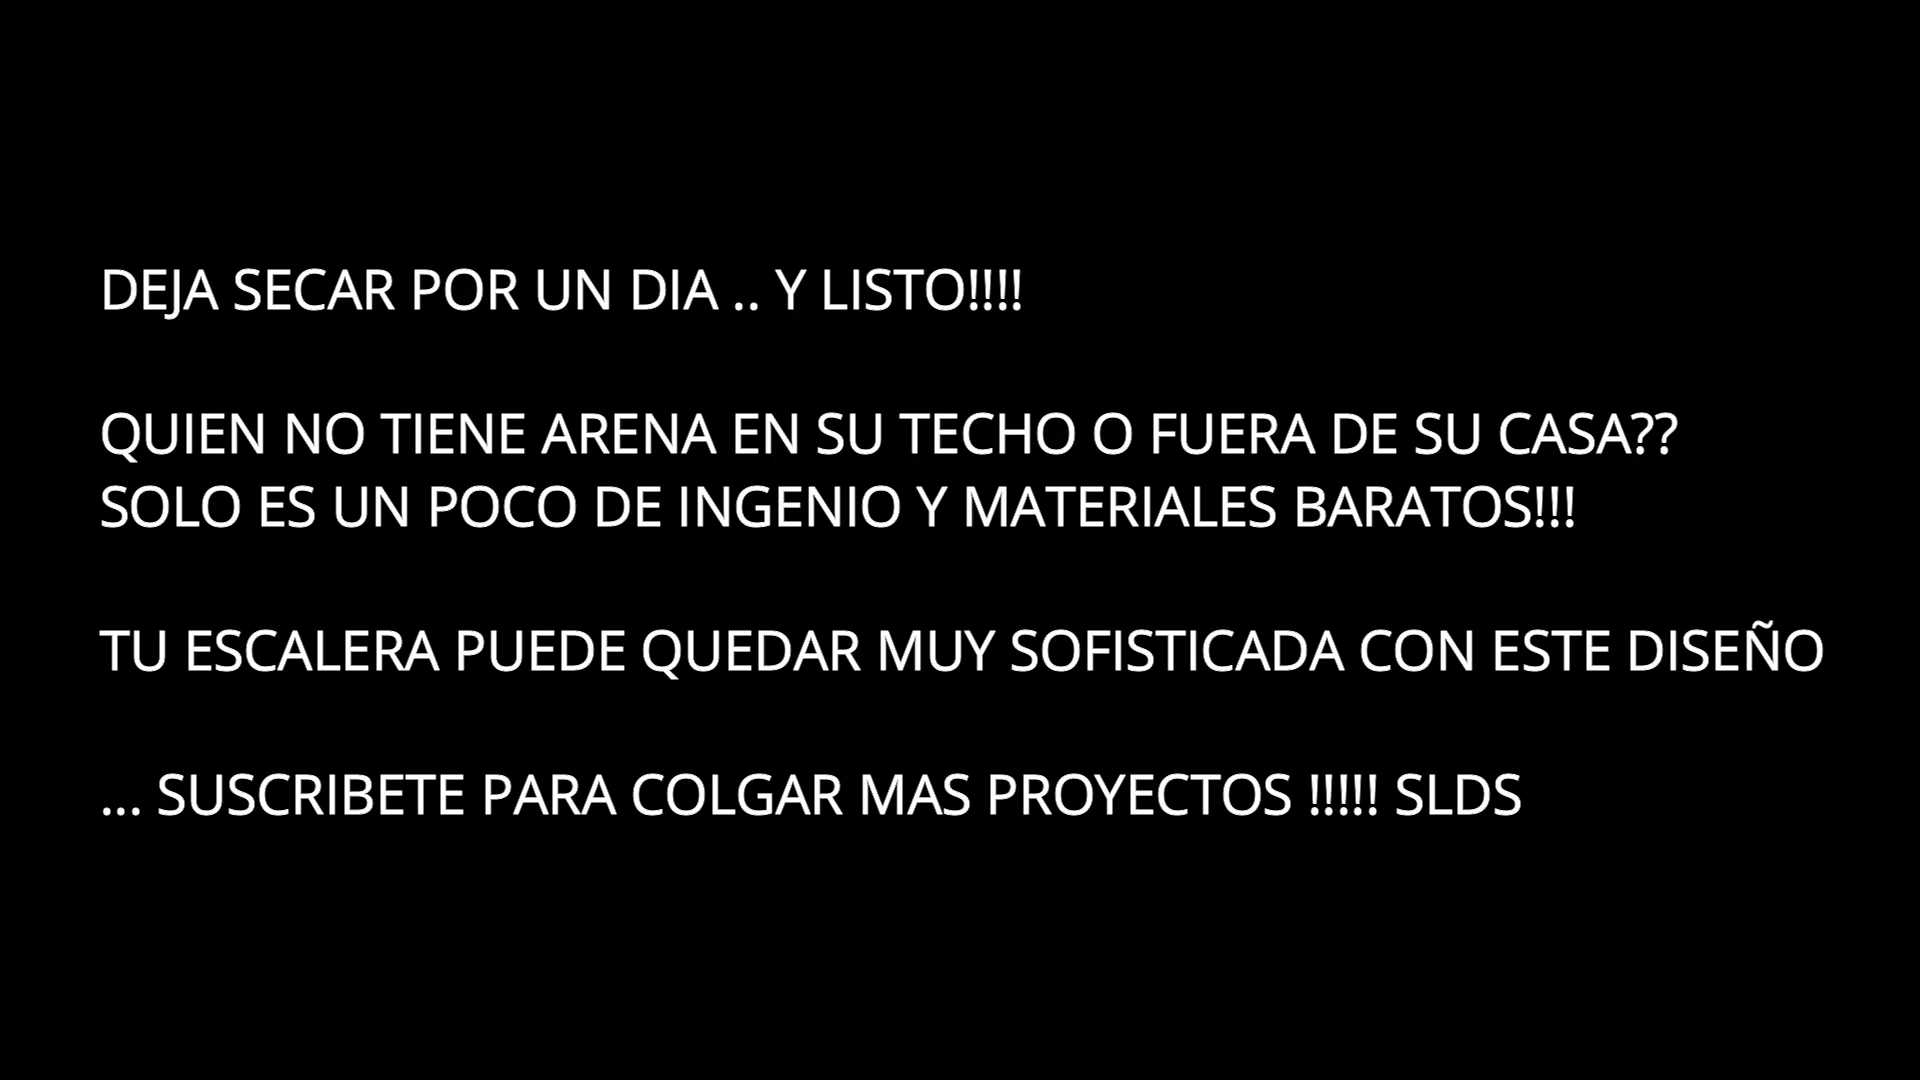 DEJA SECAR POR UN DIA .. Y LISTO!!!!
QUIEN NO TIENE ARENA EN SU TECHO O FUERA DE SU CASA??
SOLO ES UN POCO DE INGENIO Y MATERIALES BARATOS!!!
TU ESCALERA PUEDE QUEDAR MUY SOFISTICADA CON ESTE DISEÑO
... SUSCRIBETE PARA COLGAR MAS PROYECTOS !!!!! SLDS